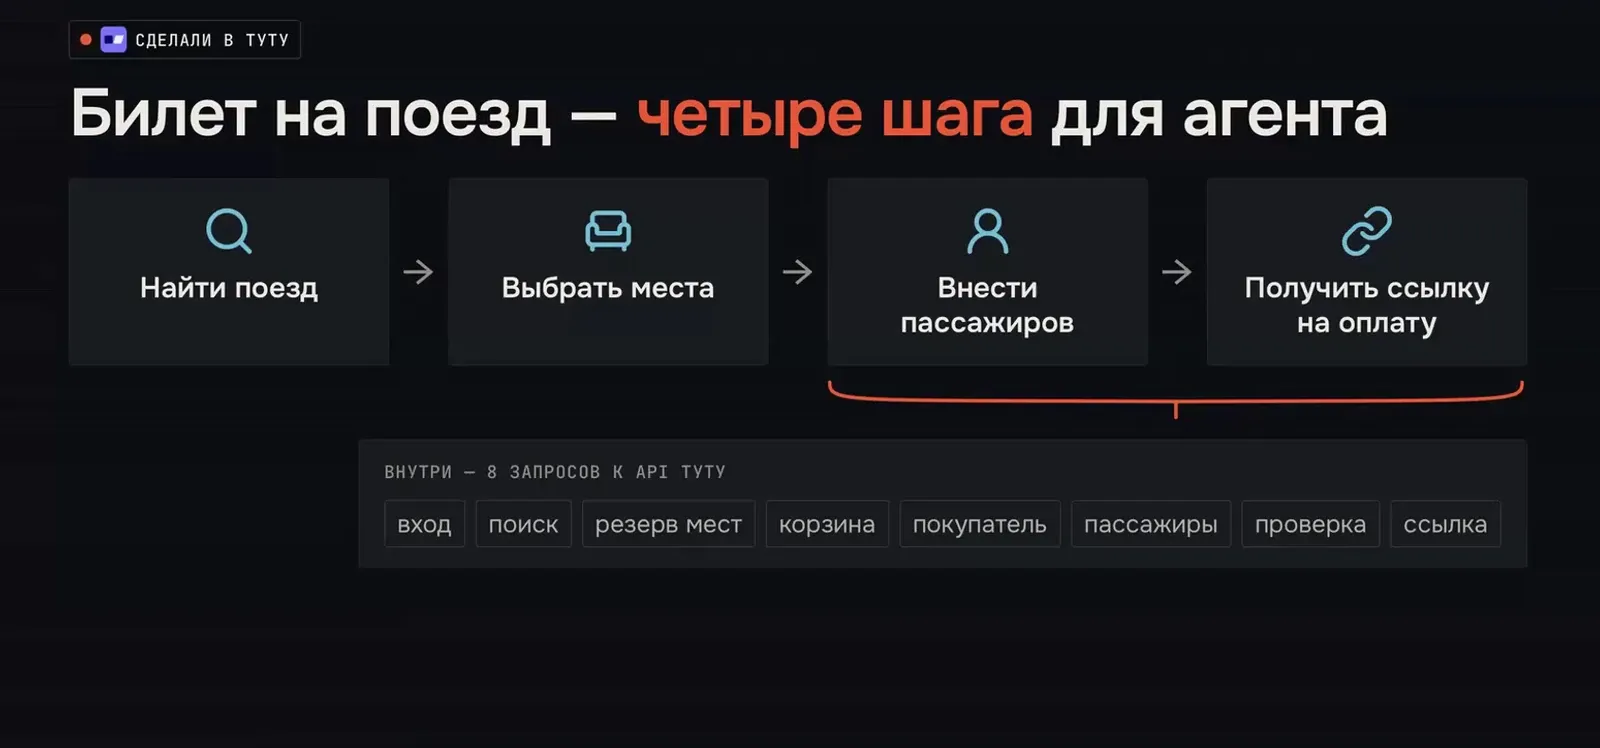 СДЕЛАЛИ В ТУТУ
Билет на поезд — четыре шага для агента
Найти поезд
Выбрать места
Внести
пассажиров
Получить ссылку
на оплату
ВНУТРИ — 8 ЗАПРОСОВ К API ТУТУ
вход поиск резерв мест корзина покупатель пассажиры проверка ссылка